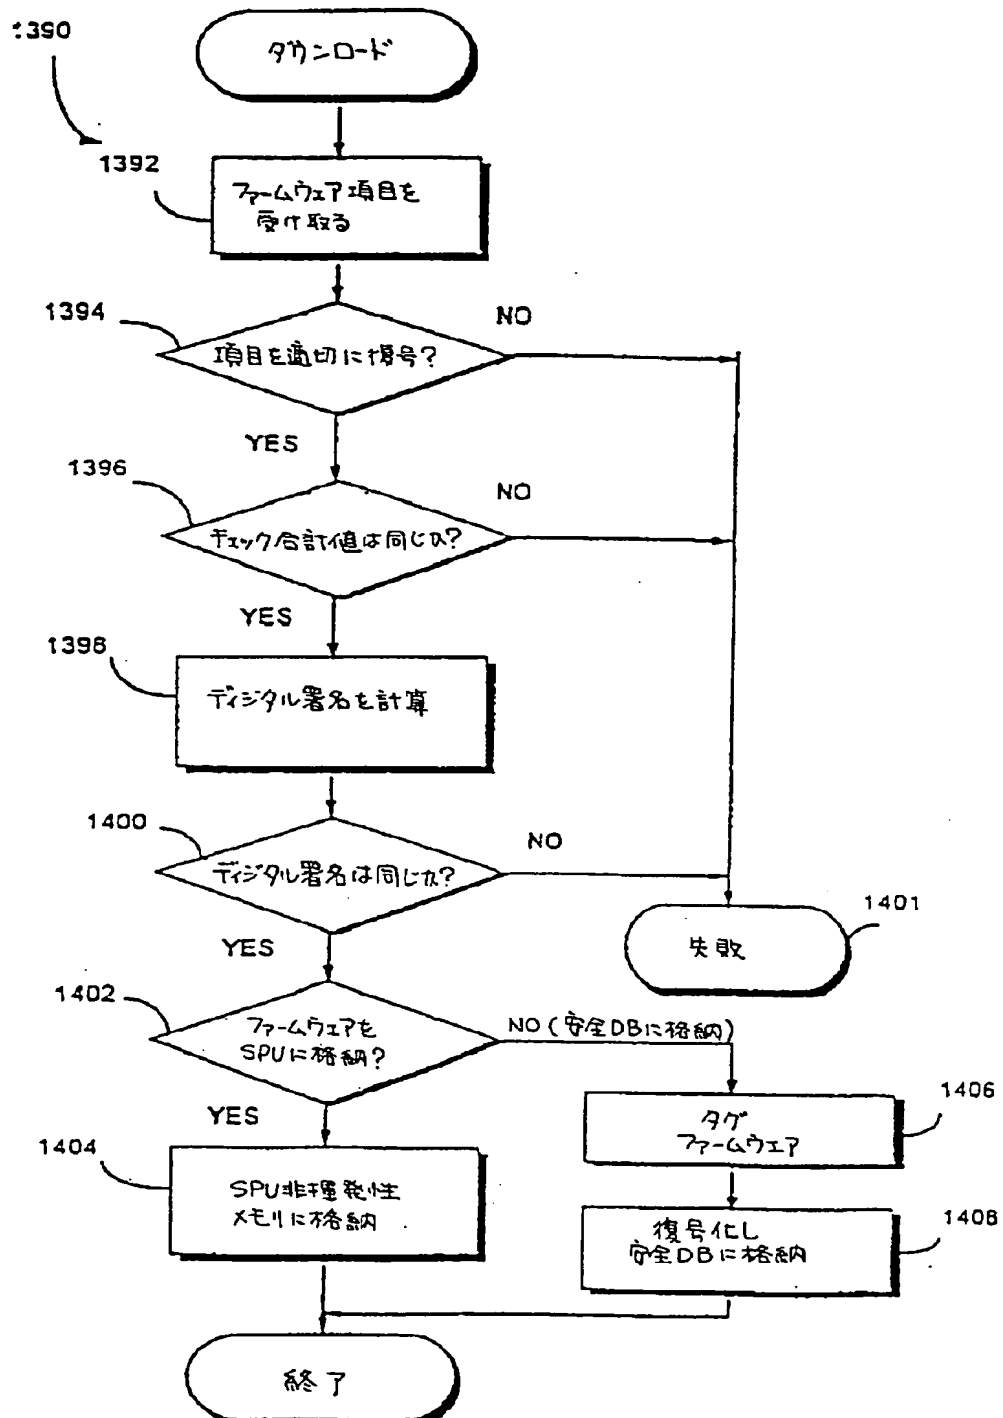 1390
ダウンロード
1392
ファームウェア項目を
受け取る
1394
項目を適切に復号?
NO
YES
1396
チェック合計値は同じか?
NO
YES
1398
ディジタル署名を計算
1400
ディジタル署名は同じか?
NO
YES
1401
失敗
1402
ファームウェアを
SPUに格納?
NO(安全DBに格納)
YES
1406
タグ
ファームウェア
1404
SPU非揮発性
メモリに格納
1408
復号化し
安全DBに格納
終了